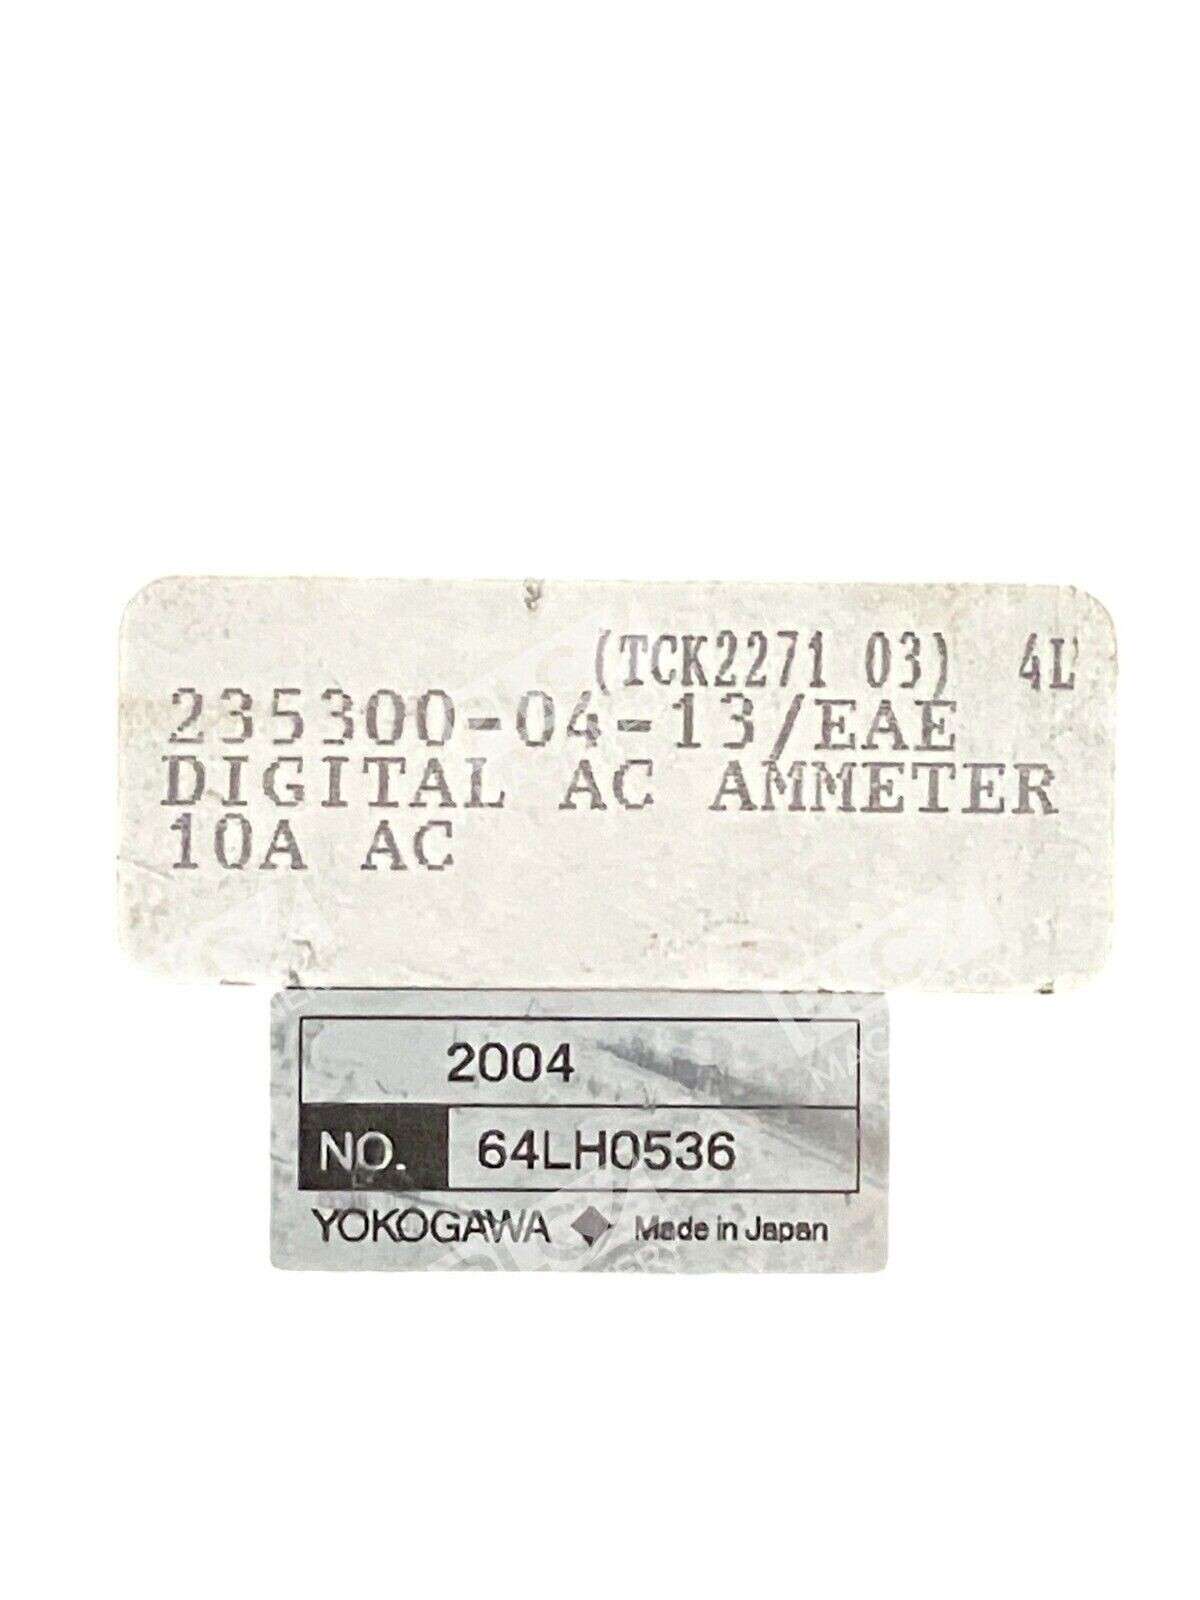 (TCK2271 03) 4L
235300-04-13/EAE
DIGITAL AC AMMETER
10A AC
2004
NO. 64LH0536
YOKOGAWA Made in Japan